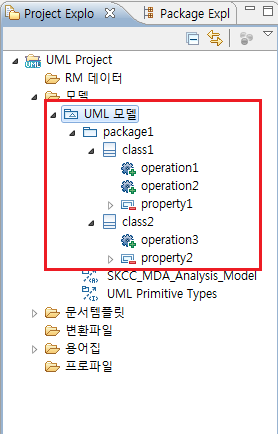 Project Explo
Package Expl
UML Project
RM 데이터
모델
UML 모델
package1
class1
operation1
operation2
property1
class2
operation3
property2
SKCC_MDA_Analysis_Model
UML Primitive Types
문서템플릿
변환파일
용어집
프로파일